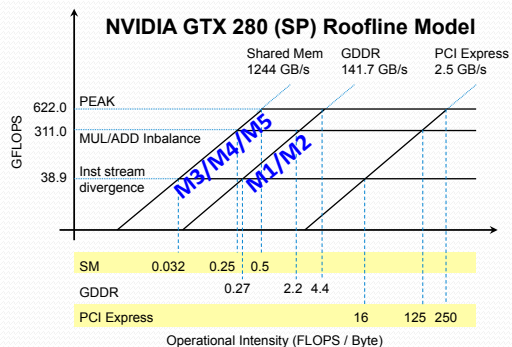 NVIDIA GTX 280 (SP) Roofline Model
Shared Mem GDDR PCI Express
1244 GB/s 141.7 GB/s 2.5 GB/s
622.0 PEAK
311.0 MUL/ADD Inbalance
GFLOPS
38.9 Inst stream
divergence
M3/M4/M5
M1/M2
SM 0.032 0.25 0.5
GDDR 0.27 2.2 4.4
PCI Express 16 125 250
Operational Intensity (FLOPS / Byte)